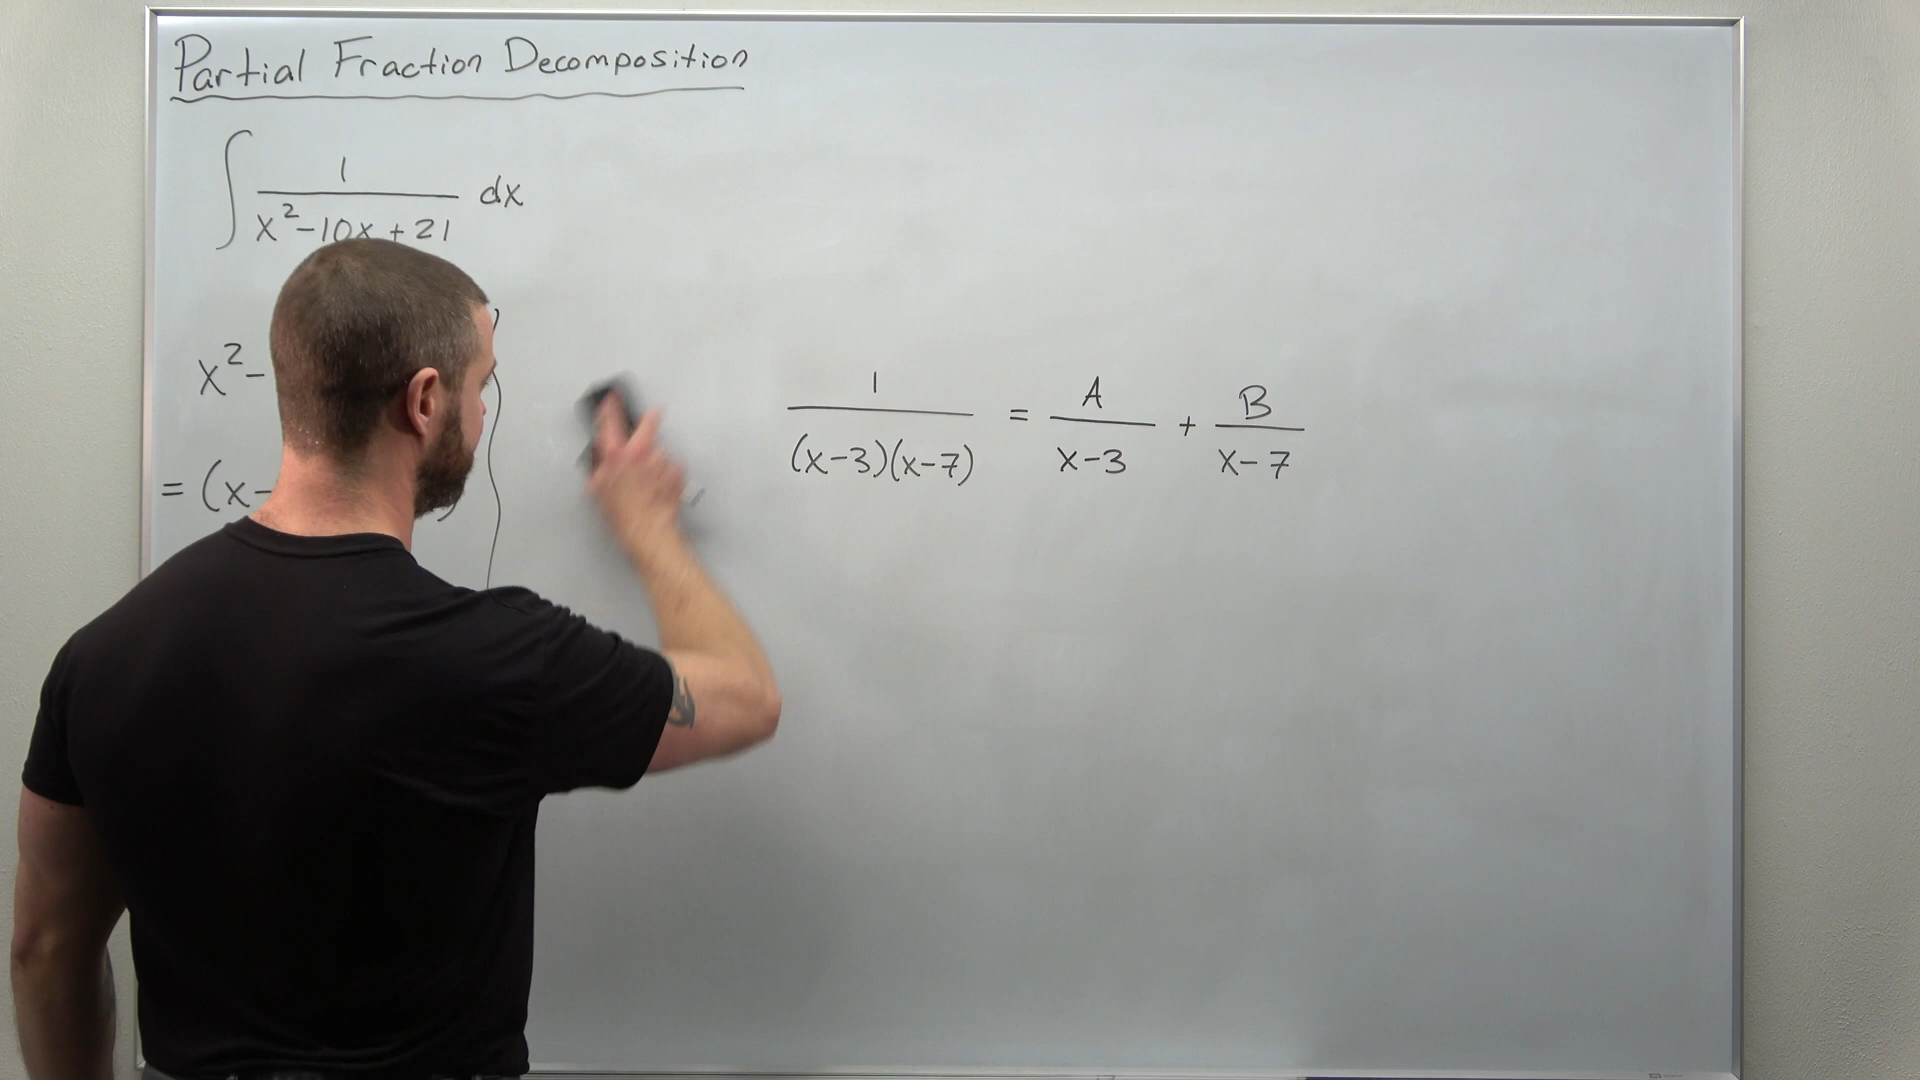 Partial Fraction Decomposition
∫ 1/(x²-10x+21) dx
x²-
= (x-
1/((x-3)(x-7)) = A/(x-3) + B/(x-7)